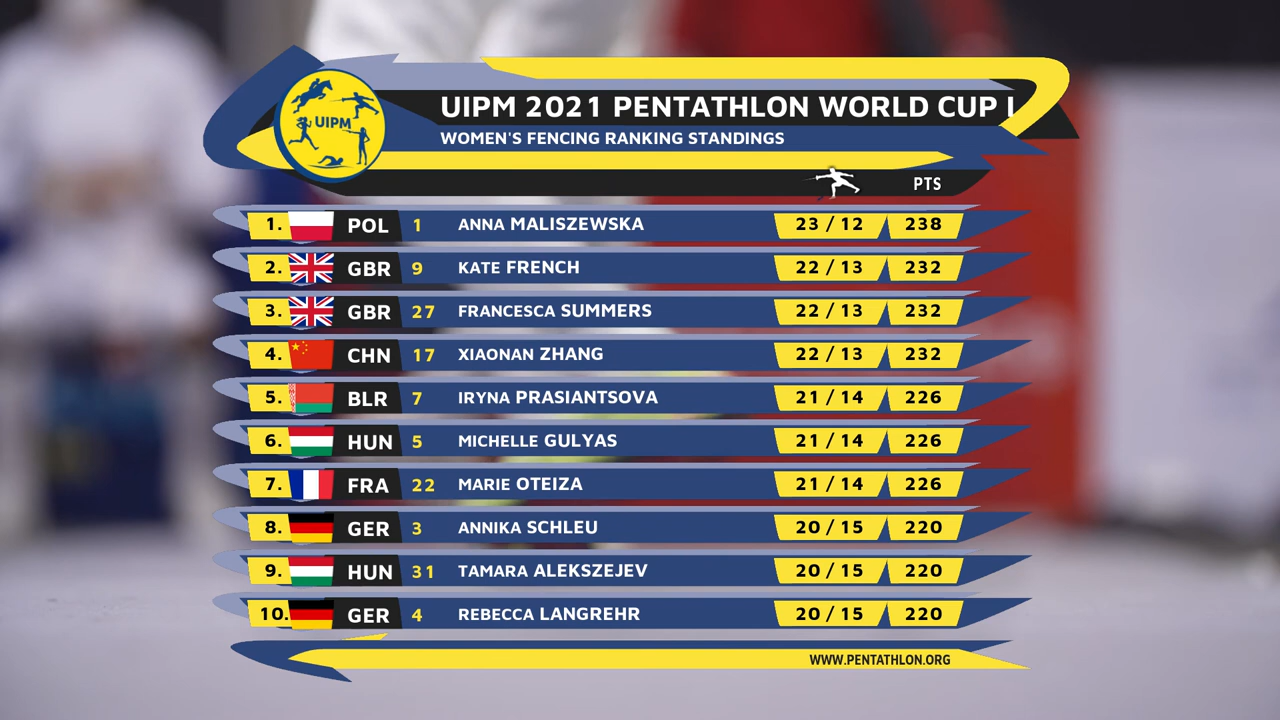 UIPM
UIPM 2021 PENTATHLON WORLD CUP I
WOMEN'S FENCING RANKING STANDINGS
PTS
1. POL 1 ANNA MALISZEWSKA 23 / 12 238
2. GBR 9 KATE FRENCH 22 / 13 232
3. GBR 27 FRANCESCA SUMMERS 22 / 13 232
4. CHN 17 XIAONAN ZHANG 22 / 13 232
5. BLR 7 IRYNA PRASIANTSOVA 21 / 14 226
6. HUN 5 MICHELLE GULYAS 21 / 14 226
7. FRA 22 MARIE OTEIZA 21 / 14 226
8. GER 3 ANNIKA SCHLEU 20 / 15 220
9. HUN 31 TAMARA ALEKSZEJEV 20 / 15 220
10. GER 4 REBECCA LANGREHR 20 / 15 220
WWW.PENTATHLON.ORG